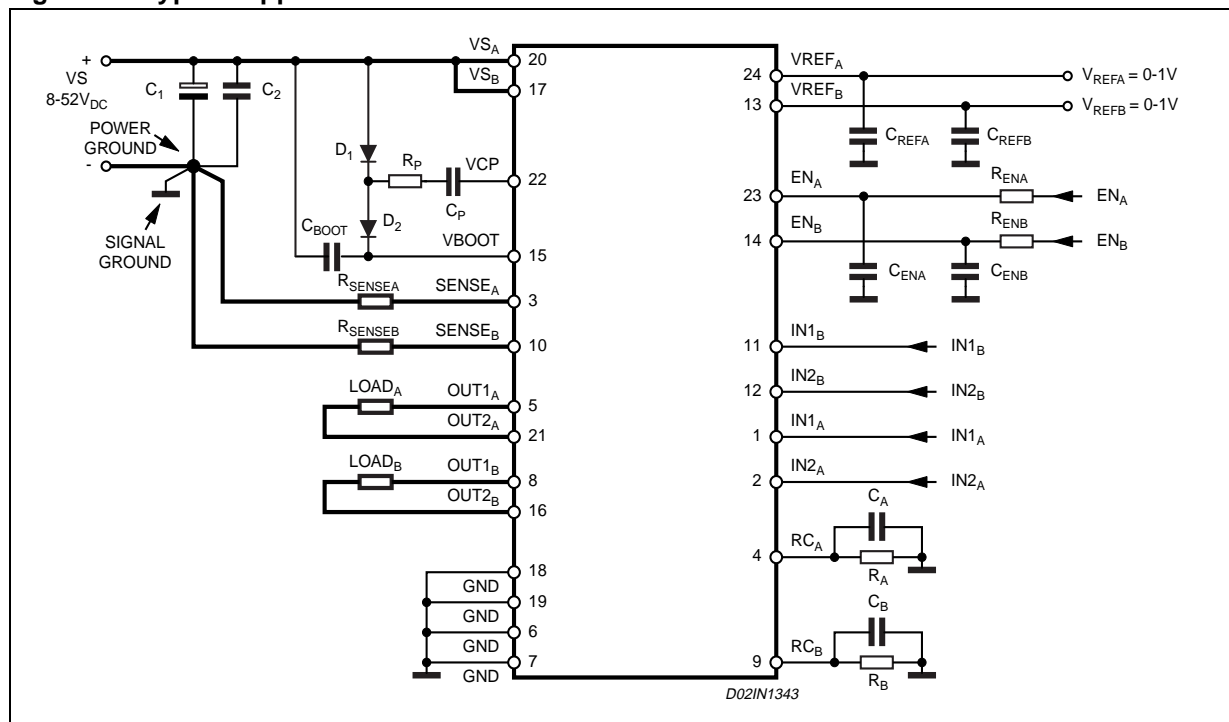 +
VS
8-52VDC
C1
C2
POWER
GROUND
-
SIGNAL
GROUND
D1
RP
VCP
CP
D2
CBOOT
VBOOT
RSENSEA
SENSEA
RSENSEB
SENSEB
LOADA
OUT1A
OUT2A
LOADB
OUT1B
OUT2B
GND
GND
GND
GND
VSA
VSB
20
17
22
15
3
10
5
21
8
16
18
19
6
7
24
13
23
14
11
12
1
2
4
9
VREFA
VREFA = 0-1V
VREFB
VREFB = 0-1V
CREFA
CREFB
ENA
RENA
ENA
ENB
RENB
ENB
CENA
CENB
IN1B
IN1B
IN2B
IN2B
IN1A
IN1A
IN2A
IN2A
CA
RCA
RA
CB
RCB
RB
D02IN1343